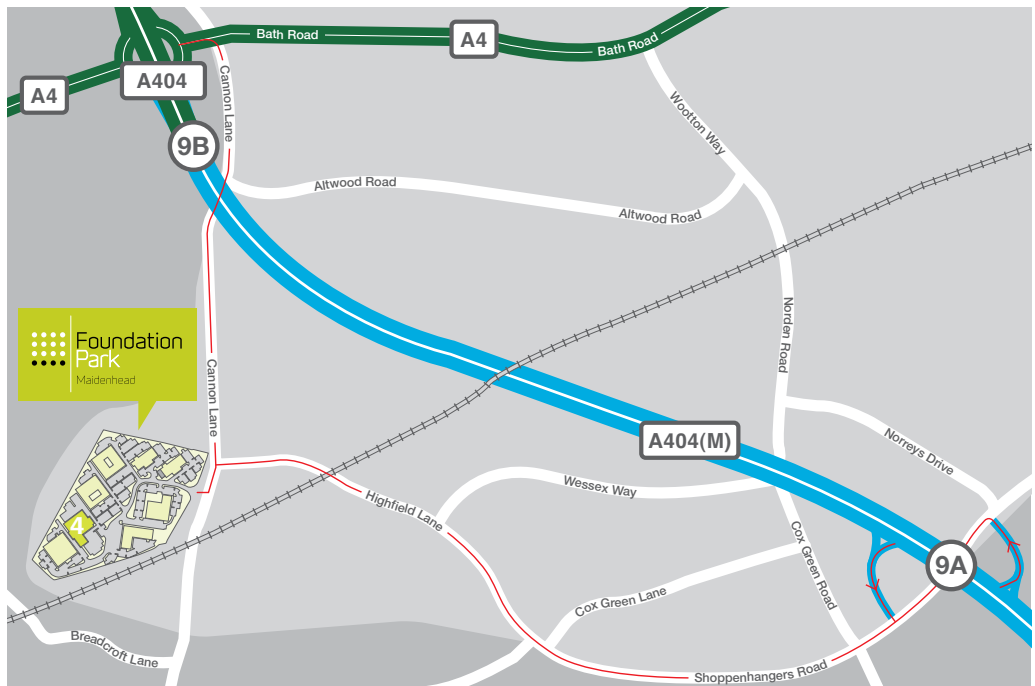 Bath Road
A4
Bath Road
A404
A4
Cannon Lane
Wootton Way
9B
Altwood Road
Altwood Road
Foundation
Park
Maidenhead
Norden Road
Cannon Lane
A404(M)
Norreys Drive
Wessex Way
Highfield Lane
4
Cox Green Road
9A
Cox Green Lane
Breadcroft Lane
Shoppenhangers Road